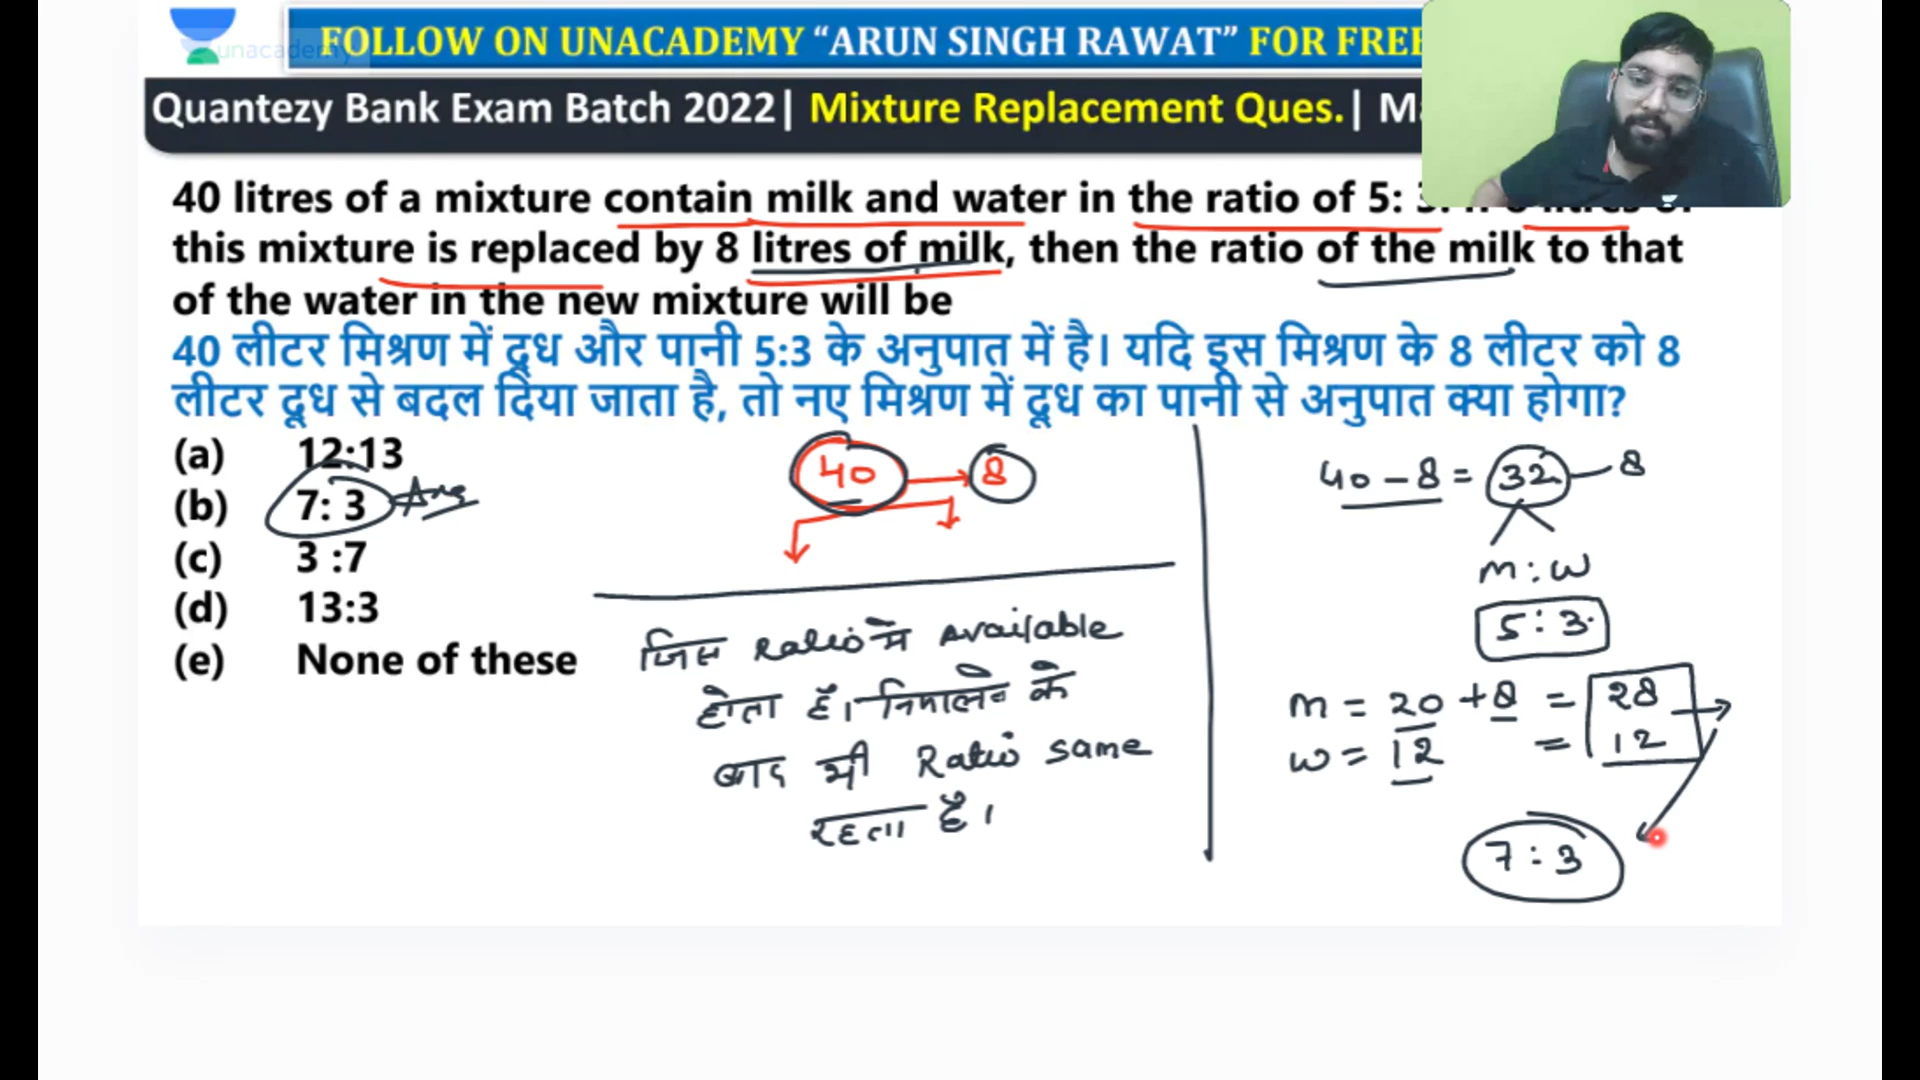 unacademy
FOLLOW ON UNACADEMY “ARUN SINGH RAWAT” FOR FREE
Quantezy Bank Exam Batch 2022| Mixture Replacement Ques.| Ma
40 litres of a mixture contain milk and water in the ratio of 5:
this mixture is replaced by 8 litres of milk, then the ratio of the milk to that
of the water in the new mixture will be
40 लीटर मिश्रण में दूध और पानी 5:3 के अनुपात में है। यदि इस मिश्रण के 8 लीटर को 8
लीटर दूध से बदल दिया जाता है, तो नए मिश्रण में दूध का पानी से अनुपात क्या होगा?
(a) 12:13
(b) 7: 3 Ans
(c) 3 :7
(d) 13:3
(e) None of these
40 8
जिस Ratio में Available
होता है। निकालने के
बाद भी Ratio same
रहता है।
40 - 8 = 32 - 8
m : w
5 : 3
m = 20 + 8 = 28
w = 12 = 12
7 : 3